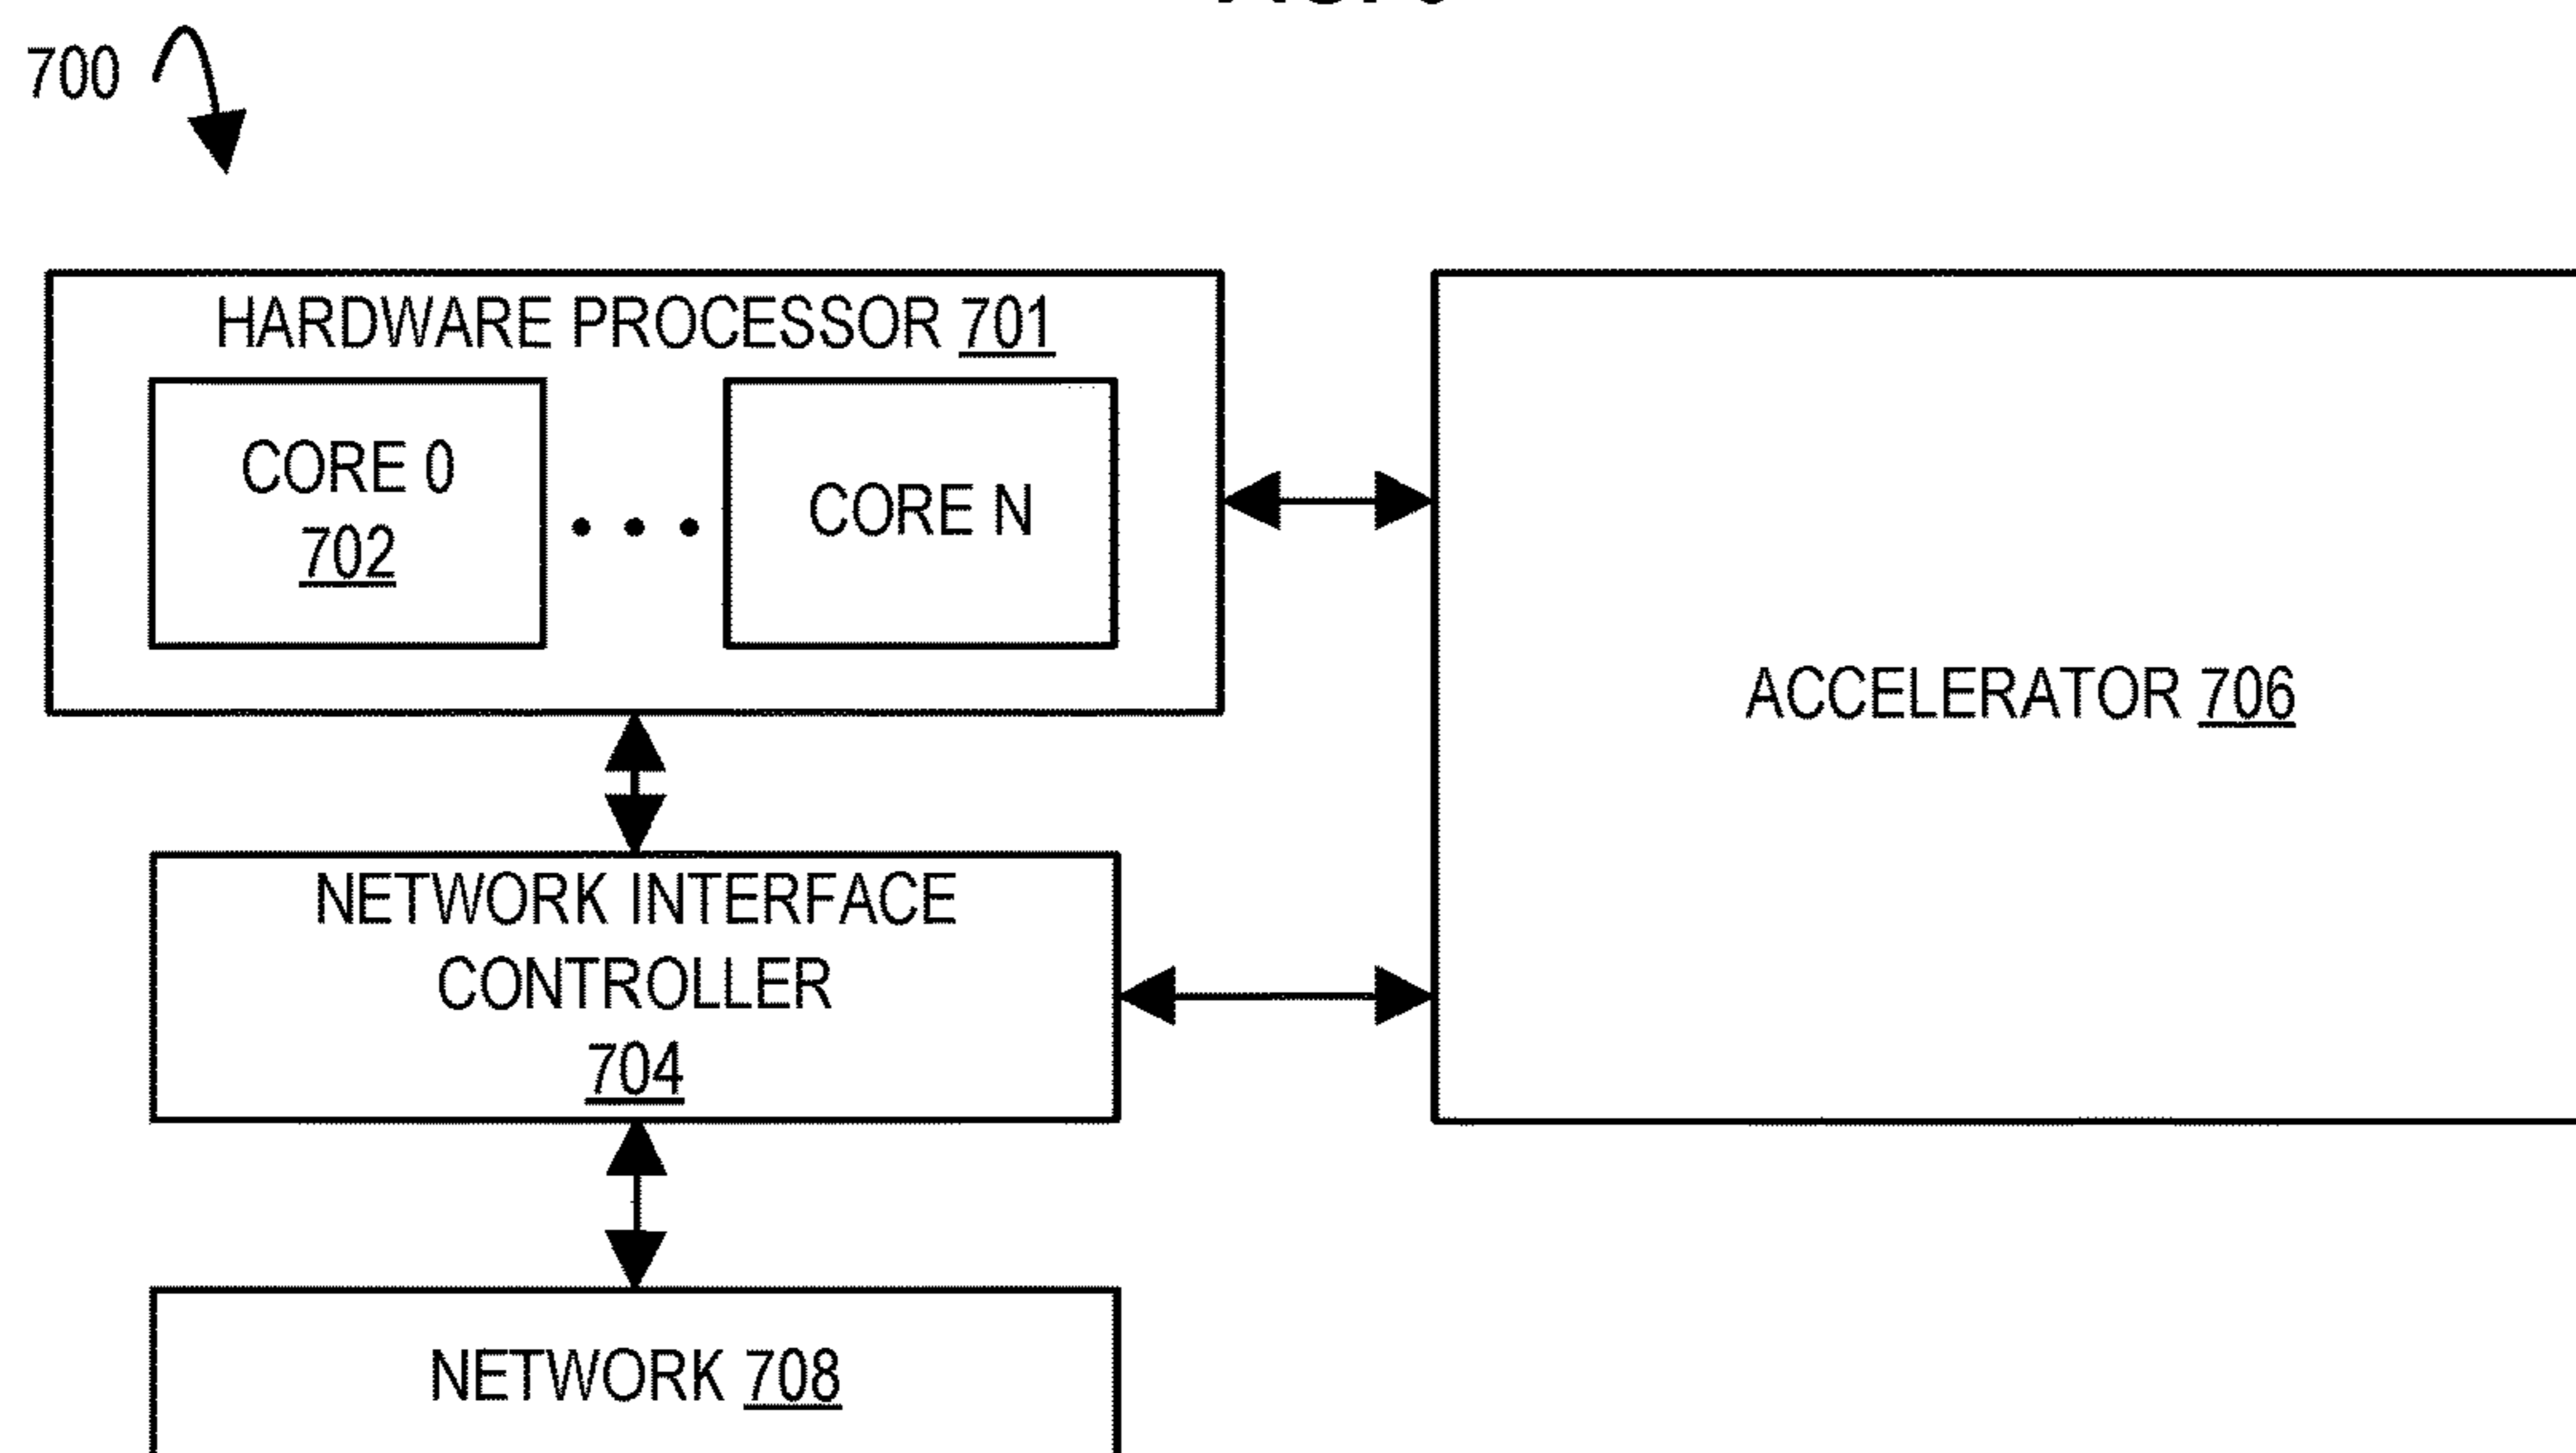 700
HARDWARE PROCESSOR 701
CORE 0
702
CORE N
ACCELERATOR 706
NETWORK INTERFACE
CONTROLLER
704
NETWORK 708